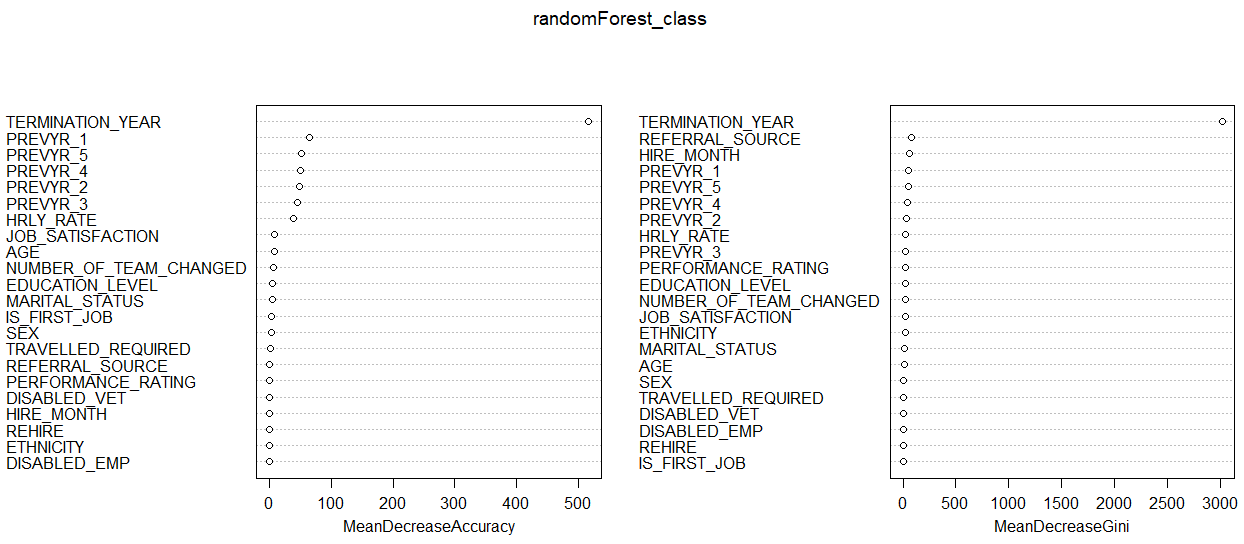 randomForest_class
TERMINATION_YEAR
PREVYR_1
PREVYR_5
PREVYR_4
PREVYR_2
PREVYR_3
HRLY_RATE
JOB_SATISFACTION
AGE
NUMBER_OF_TEAM_CHANGED
EDUCATION_LEVEL
MARITAL_STATUS
IS_FIRST_JOB
SEX
TRAVELLED_REQUIRED
REFERRAL_SOURCE
PERFORMANCE_RATING
DISABLED_VET
HIRE_MONTH
REHIRE
ETHNICITY
DISABLED_EMP
0 100 200 300 400 500
MeanDecreaseAccuracy
TERMINATION_YEAR
REFERRAL_SOURCE
HIRE_MONTH
PREVYR_1
PREVYR_5
PREVYR_4
PREVYR_2
HRLY_RATE
PREVYR_3
PERFORMANCE_RATING
EDUCATION_LEVEL
NUMBER_OF_TEAM_CHANGED
JOB_SATISFACTION
ETHNICITY
MARITAL_STATUS
AGE
SEX
TRAVELLED_REQUIRED
DISABLED_VET
DISABLED_EMP
REHIRE
IS_FIRST_JOB
0 500 1000 1500 2000 2500 3000
MeanDecreaseGini